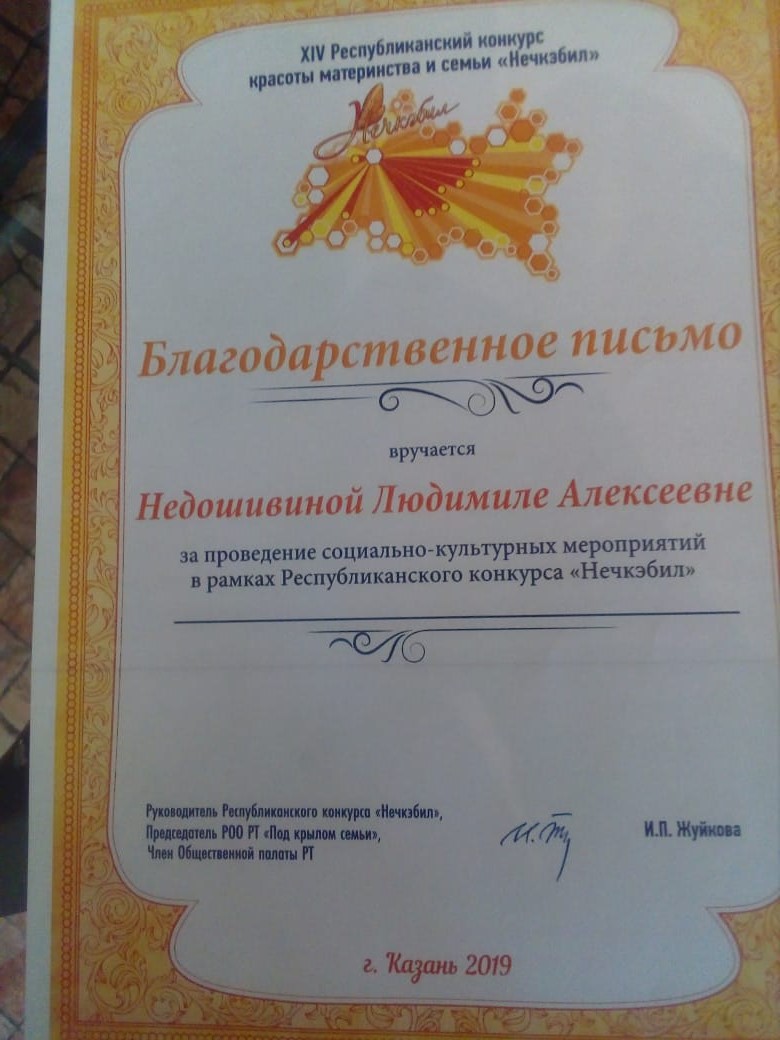 XIV Республиканский конкурс
красоты материнства и семьи «Нечкэбил»
Нечкэбил
Благодарственное письмо
вручается
Недошивиной Людимиле Алексеевне
за проведение социально-культурных мероприятий
в рамках Республиканского конкурса «Нечкэбил»
Руководитель Республиканского конкурса «Нечкэбил»,
Председатель РОО РТ «Под крылом семьи»,
Член Общественной палаты РТ
И.П. Жуйкова
г. Казань 2019